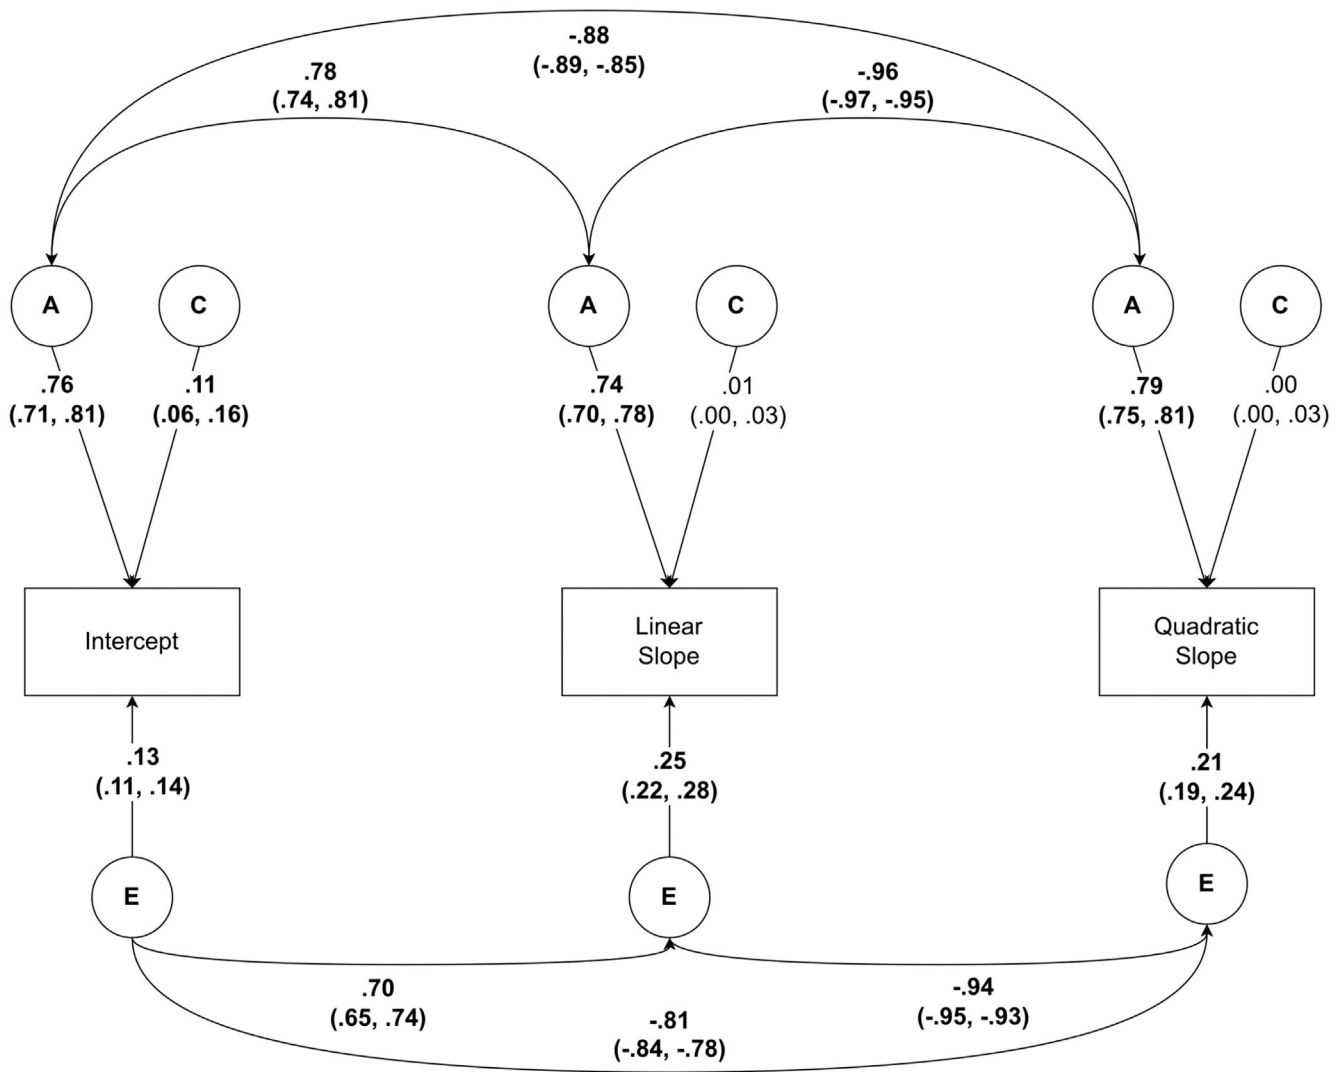 -.88
(-.89, -.85)
.78
(.74, .81)
-.96
(-.97, -.95)
A
C
A
C
A
C
.76
(.71, .81)
.11
(.06, .16)
.74
(.70, .78)
.01
(.00, .03)
.79
(.75, .81)
.00
(.00, .03)
Intercept
Linear
Slope
Quadratic
Slope
.13
(.11, .14)
.25
(.22, .28)
.21
(.19, .24)
E
E
E
.70
(.65, .74)
-.94
(-.95, -.93)
-.81
(-.84, -.78)